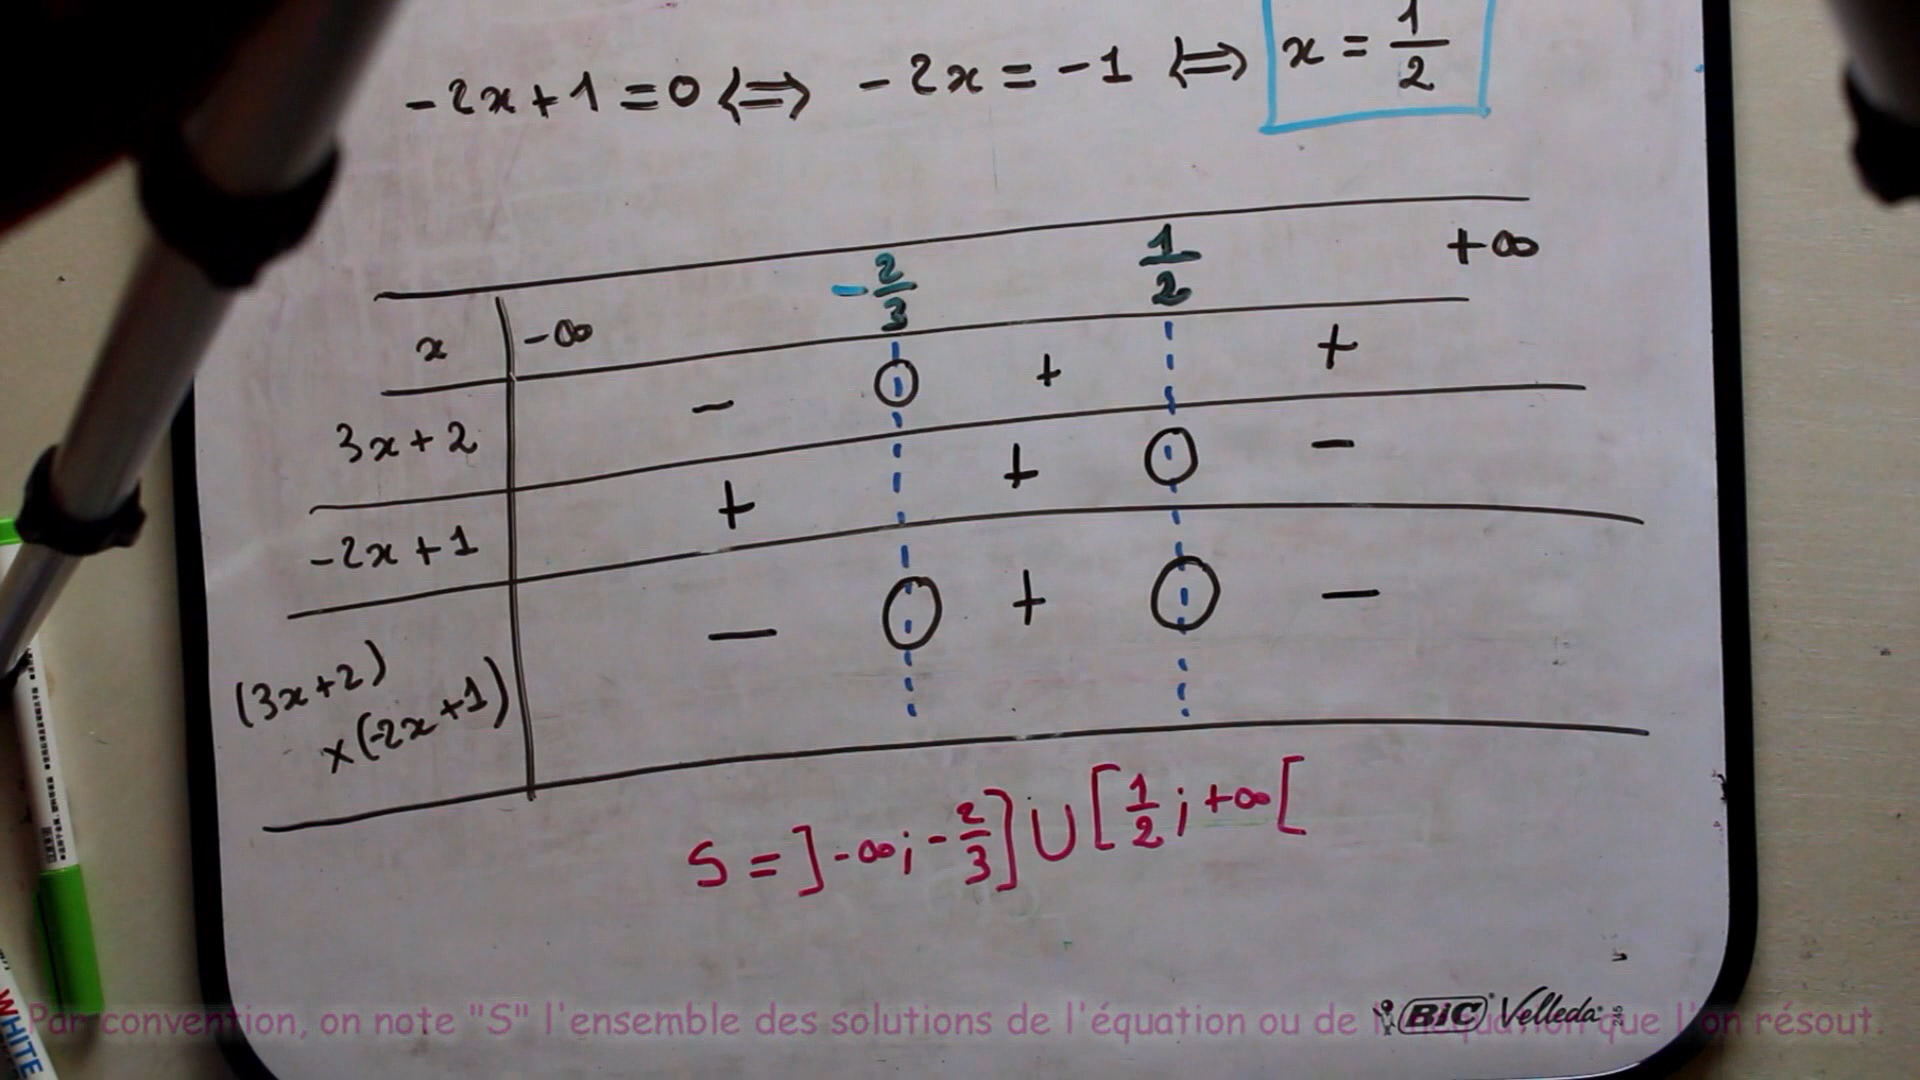 -2x+1=0 ⟺ -2x=-1 ⟺ x=1/2
x -∞ -2/3 1/2 +∞
3x+2 - 0 + +
-2x+1 + + 0 -
(3x+2) - 0 + 0 -
×(-2x+1)
S = ]-∞; -2/3] ∪ [1/2; +∞[
Par convention, on note "S" l'ensemble des solutions de l'équation ou de l'inéquation que l'on résout.
BiC Velleda
WHITE